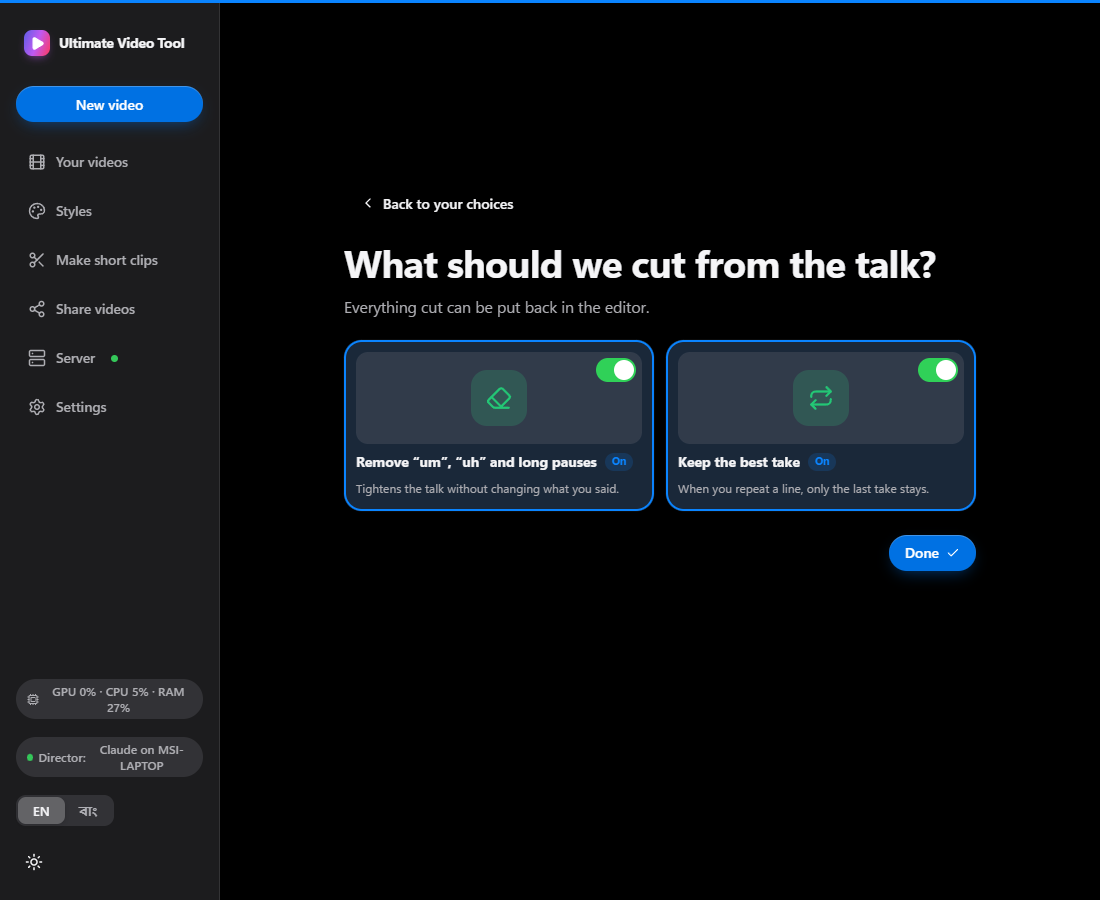 Ultimate Video Tool
New video
Your videos
Styles
Make short clips
Share videos
Server
Settings
GPU 0% · CPU 5% · RAM
27%
Director: Claude on MSI-
LAPTOP
EN বাং
Back to your choices
What should we cut from the talk?
Everything cut can be put back in the editor.
Remove “um”, “uh” and long pauses On
Tightens the talk without changing what you said.
Keep the best take On
When you repeat a line, only the last take stays.
Done